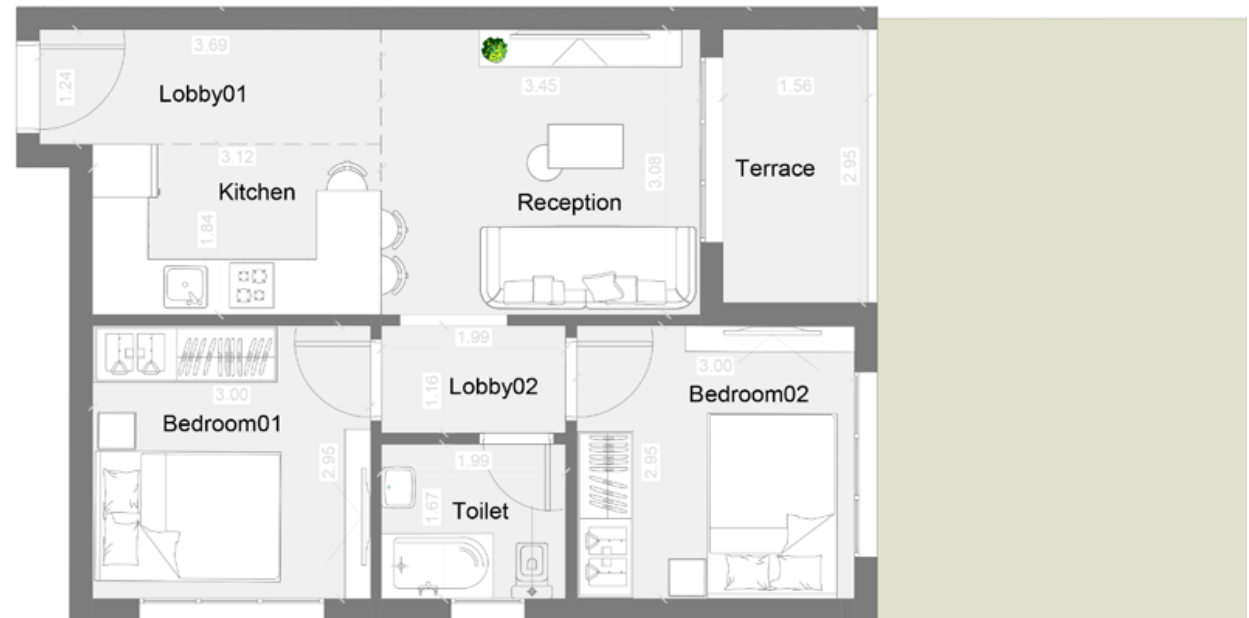 3.69
1.24
Lobby01
3.45
1.56
3.12
Kitchen
1.84
Reception
3.08
Terrace
2.95
1.99
Lobby02
1.16
3.00
Bedroom01
2.95
3.00
Bedroom02
2.95
1.99
1.67
Toilet